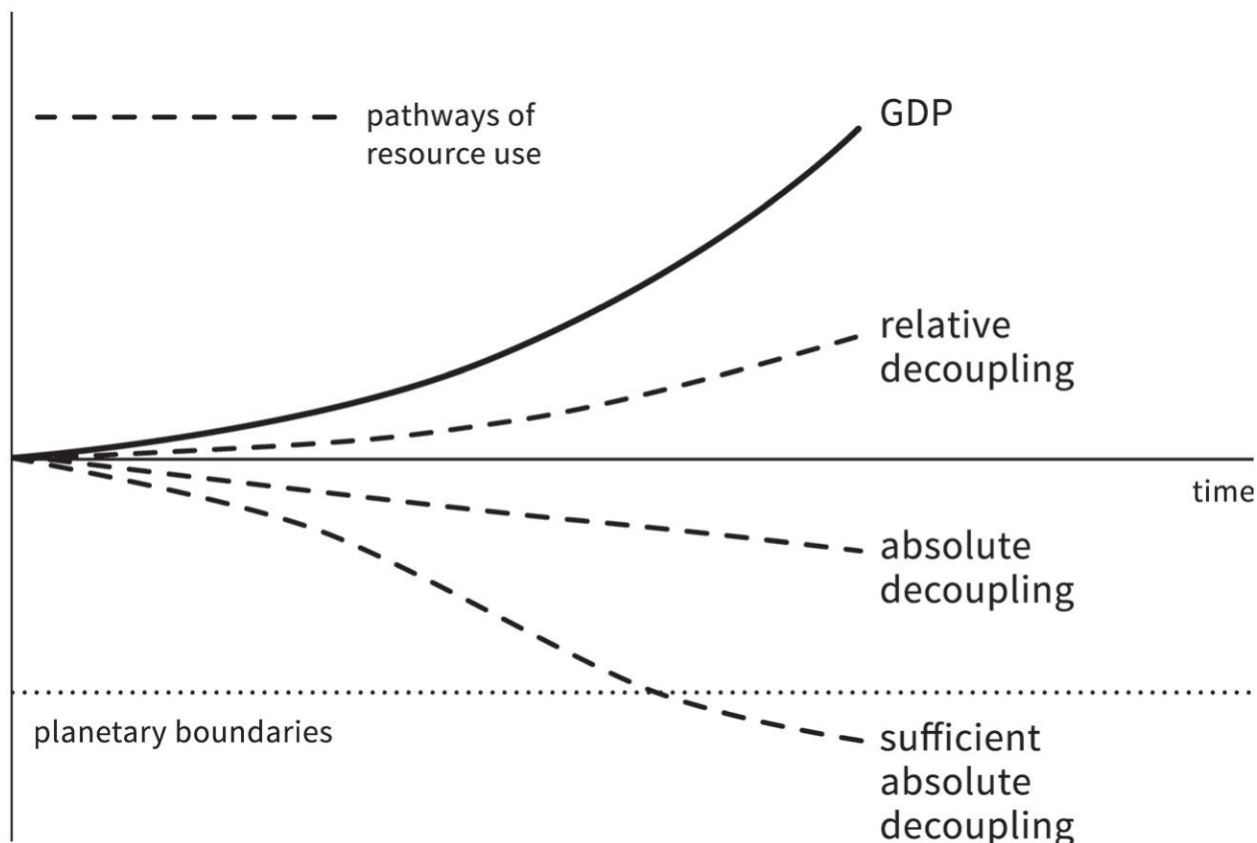 pathways of
resource use
GDP
relative
decoupling
time
absolute
decoupling
planetary boundaries
sufficient
absolute
decoupling